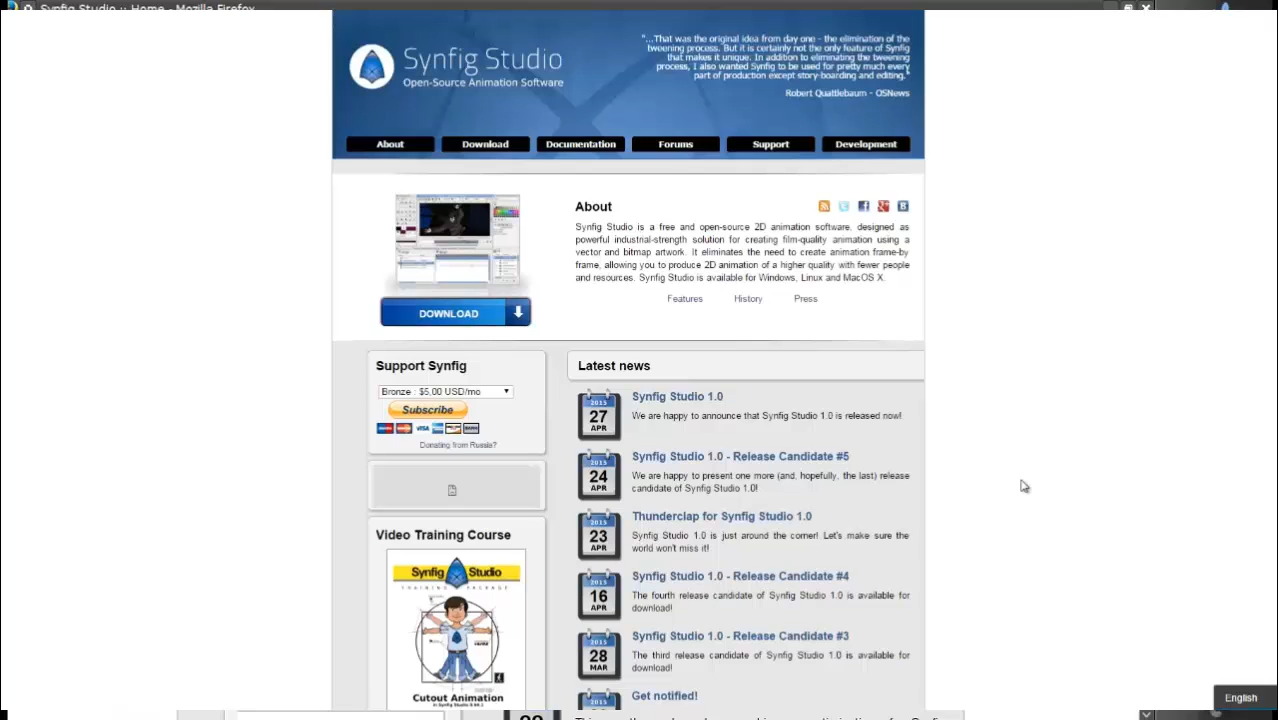 Synfig Studio :: Home - Mozilla Firefox
Synfig Studio
Open-Source Animation Software
"...That was the original idea from day one - the elimination of the
tweening process. But it is certainly not the only feature of Synfig
that makes it unique. In addition to eliminating the tweening
process, I also wanted Synfig to be used for pretty much every
part of production except story-boarding and editing."
Robert Quattlebaum - OSNews
About Download Documentation Forums Support Development
About
Synfig Studio is a free and open-source 2D animation software, designed as
powerful industrial-strength solution for creating film-quality animation using a
vector and bitmap artwork. It eliminates the need to create animation frame-by
frame, allowing you to produce 2D animation of a higher quality with fewer people
and resources. Synfig Studio is available for Windows, Linux and MacOS X.
Features History Press
DOWNLOAD
Support Synfig
Bronze : $5,00 USD/mo
Subscribe
VISA
Donating from Russia?
Video Training Course
Synfig Studio
TRAINING PACKAGE
Cutout Animation
Latest news
2015
27
APR
Synfig Studio 1.0
We are happy to announce that Synfig Studio 1.0 is released now!
2015
24
APR
Synfig Studio 1.0 - Release Candidate #5
We are happy to present one more (and, hopefully, the last) release
candidate of Synfig Studio 1.0!
2015
23
APR
Thunderclap for Synfig Studio 1.0
Synfig Studio 1.0 is just around the corner! Let's make sure the
world won't miss it!
2015
16
APR
Synfig Studio 1.0 - Release Candidate #4
The fourth release candidate of Synfig Studio 1.0 is available for
download!
2015
28
MAR
Synfig Studio 1.0 - Release Candidate #3
The third release candidate of Synfig Studio 1.0 is available for
download!
2015
Get notified!
English